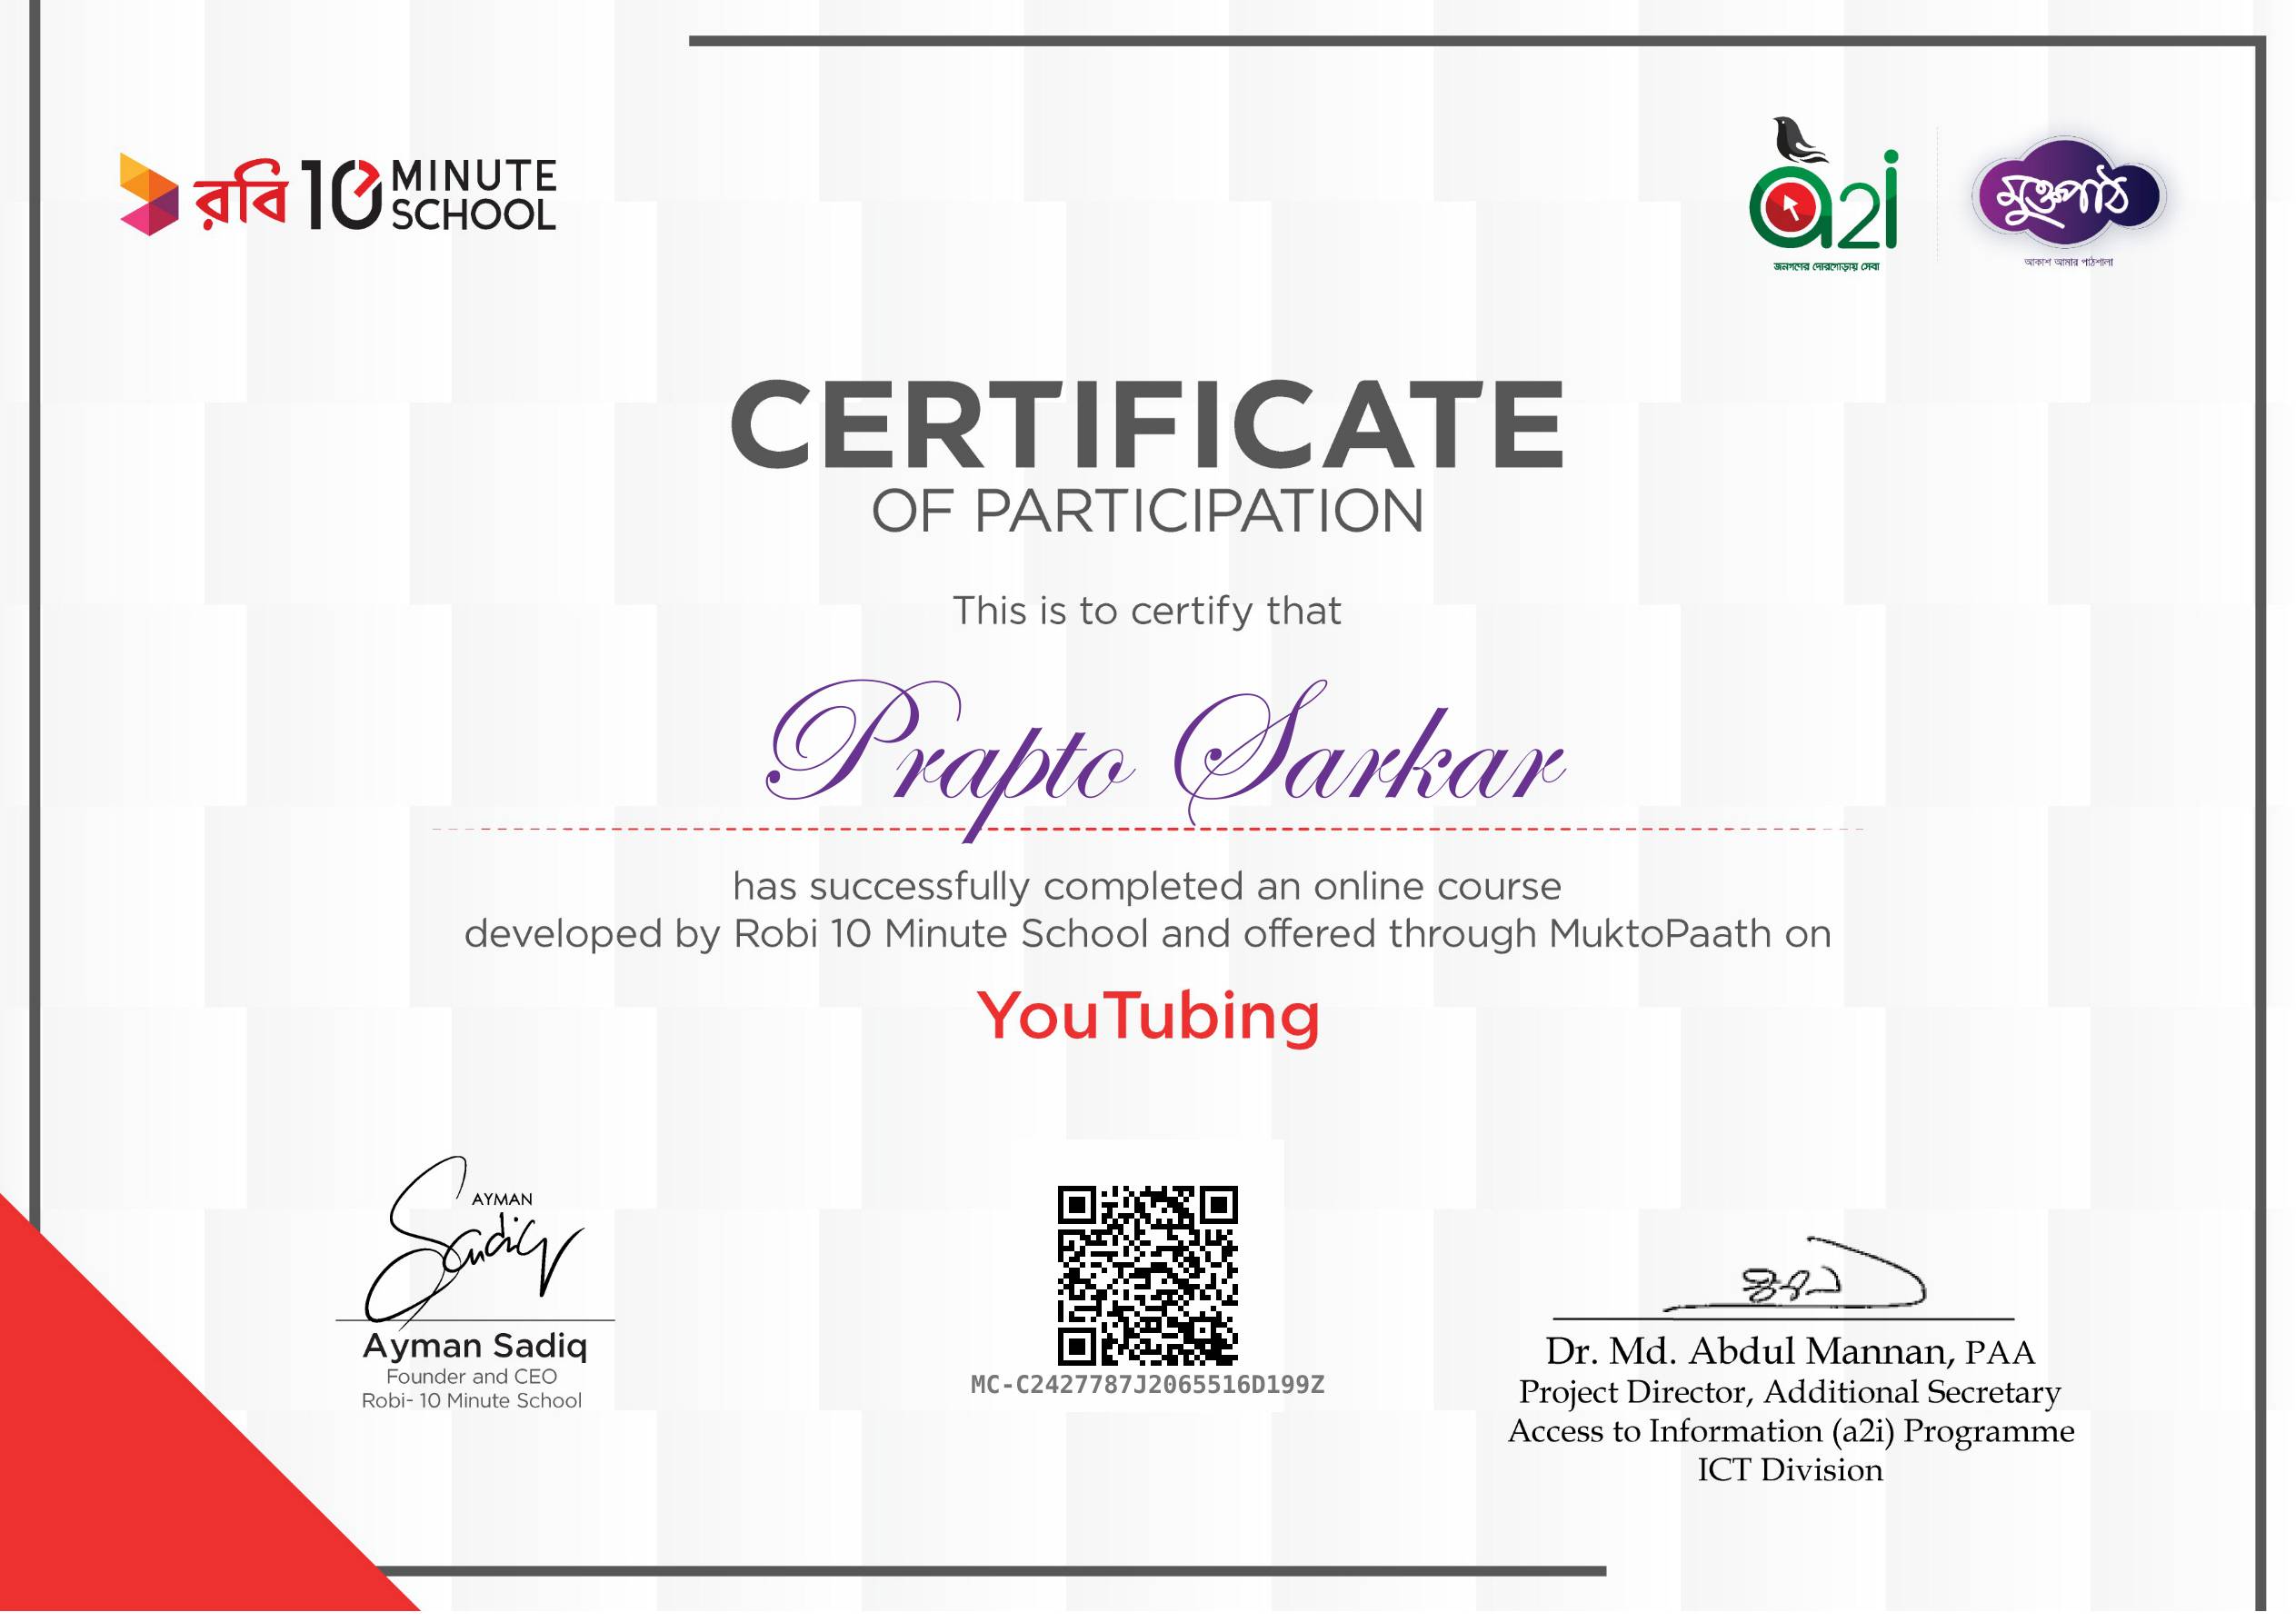 রবি 10 MINUTE SCHOOL
a2i
জনগণের দোরগোড়ায় সেবা
মুক্তপাঠ
আকাশ আমার পাঠশালা
CERTIFICATE
OF PARTICIPATION
This is to certify that
Prapto Sarkar
has successfully completed an online course
developed by Robi 10 Minute School and offered through MuktoPaath on
YouTubing
AYMAN
Sadiq
Ayman Sadiq
Founder and CEO
Robi- 10 Minute School
MC-C2427787J2065516D199Z
Dr. Md. Abdul Mannan, PAA
Project Director, Additional Secretary
Access to Information (a2i) Programme
ICT Division